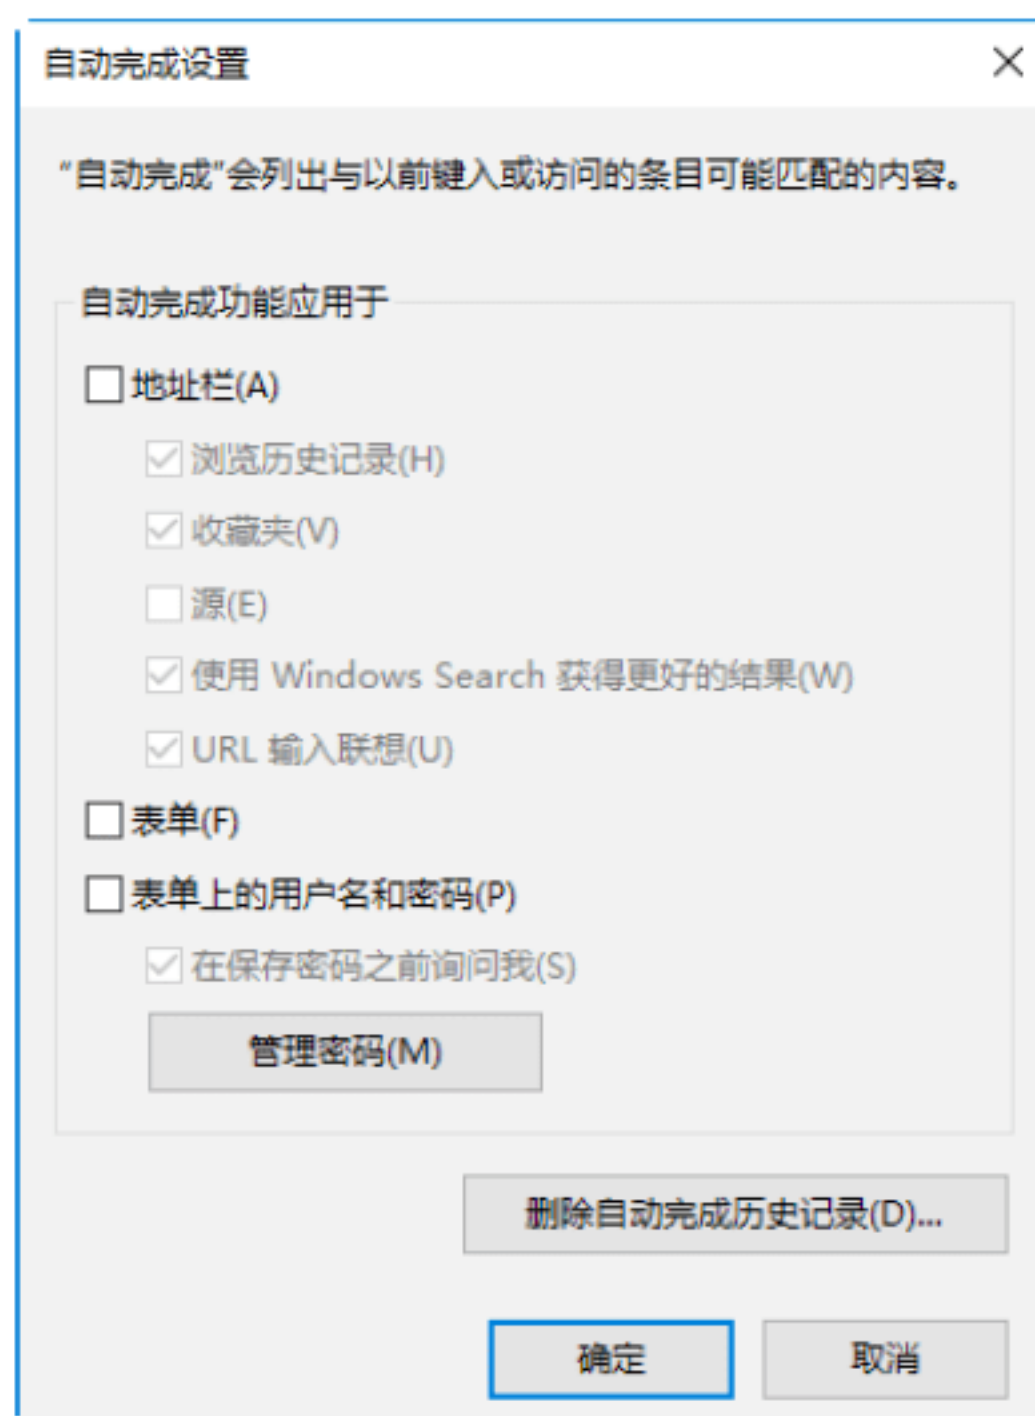 自动完成设置
“自动完成”会列出与以前键入或访问的条目可能匹配的内容。
自动完成功能应用于
地址栏(A)
浏览历史记录(H)
收藏夹(V)
源(E)
使用 Windows Search 获得更好的结果(W)
URL 输入联想(U)
表单(F)
表单上的用户名和密码(P)
在保存密码之前询问我(S)
管理密码(M)
删除自动完成历史记录(D)...
确定 取消